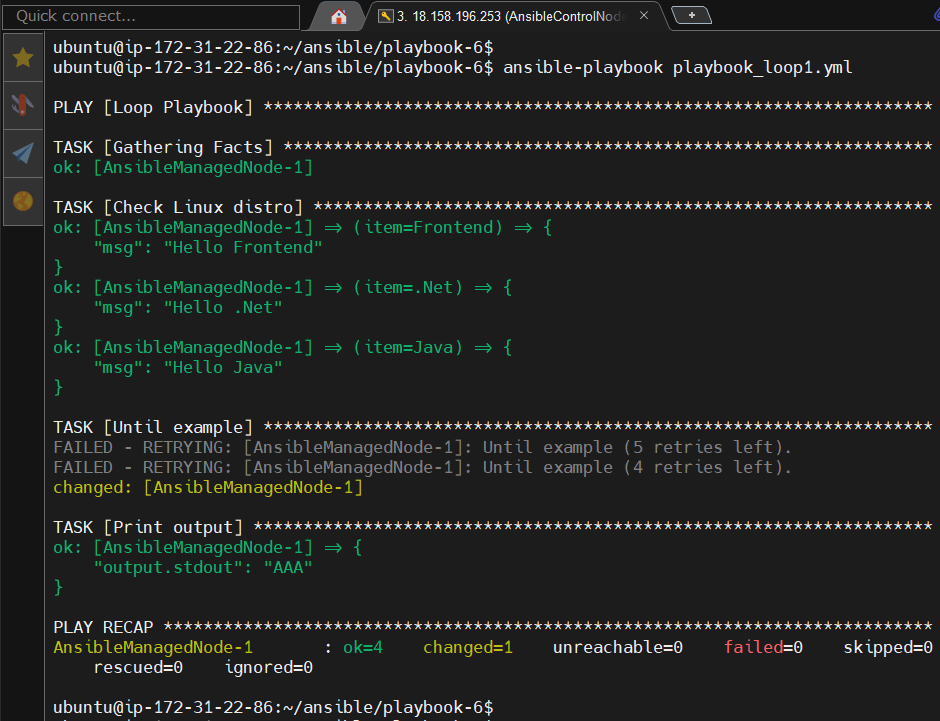 Quick connect...
3. 18.158.196.253 (AnsibleControlNode
ubuntu@ip-172-31-22-86:~/ansible/playbook-6$
ubuntu@ip-172-31-22-86:~/ansible/playbook-6$ ansible-playbook playbook_loop1.yml
PLAY [Loop Playbook] *******************************************************************
TASK [Gathering Facts] *****************************************************************
ok: [AnsibleManagedNode-1]
TASK [Check Linux distro] **************************************************************
ok: [AnsibleManagedNode-1] => (item=Frontend) => {
    "msg": "Hello Frontend"
}
ok: [AnsibleManagedNode-1] => (item=.Net) => {
    "msg": "Hello .Net"
}
ok: [AnsibleManagedNode-1] => (item=Java) => {
    "msg": "Hello Java"
}
TASK [Until example] *******************************************************************
FAILED - RETRYING: [AnsibleManagedNode-1]: Until example (5 retries left).
FAILED - RETRYING: [AnsibleManagedNode-1]: Until example (4 retries left).
changed: [AnsibleManagedNode-1]
TASK [Print output] ********************************************************************
ok: [AnsibleManagedNode-1] => {
    "output.stdout": "AAA"
}
PLAY RECAP *****************************************************************************
AnsibleManagedNode-1       : ok=4    changed=1    unreachable=0    failed=0    skipped=0
    rescued=0    ignored=0
ubuntu@ip-172-31-22-86:~/ansible/playbook-6$